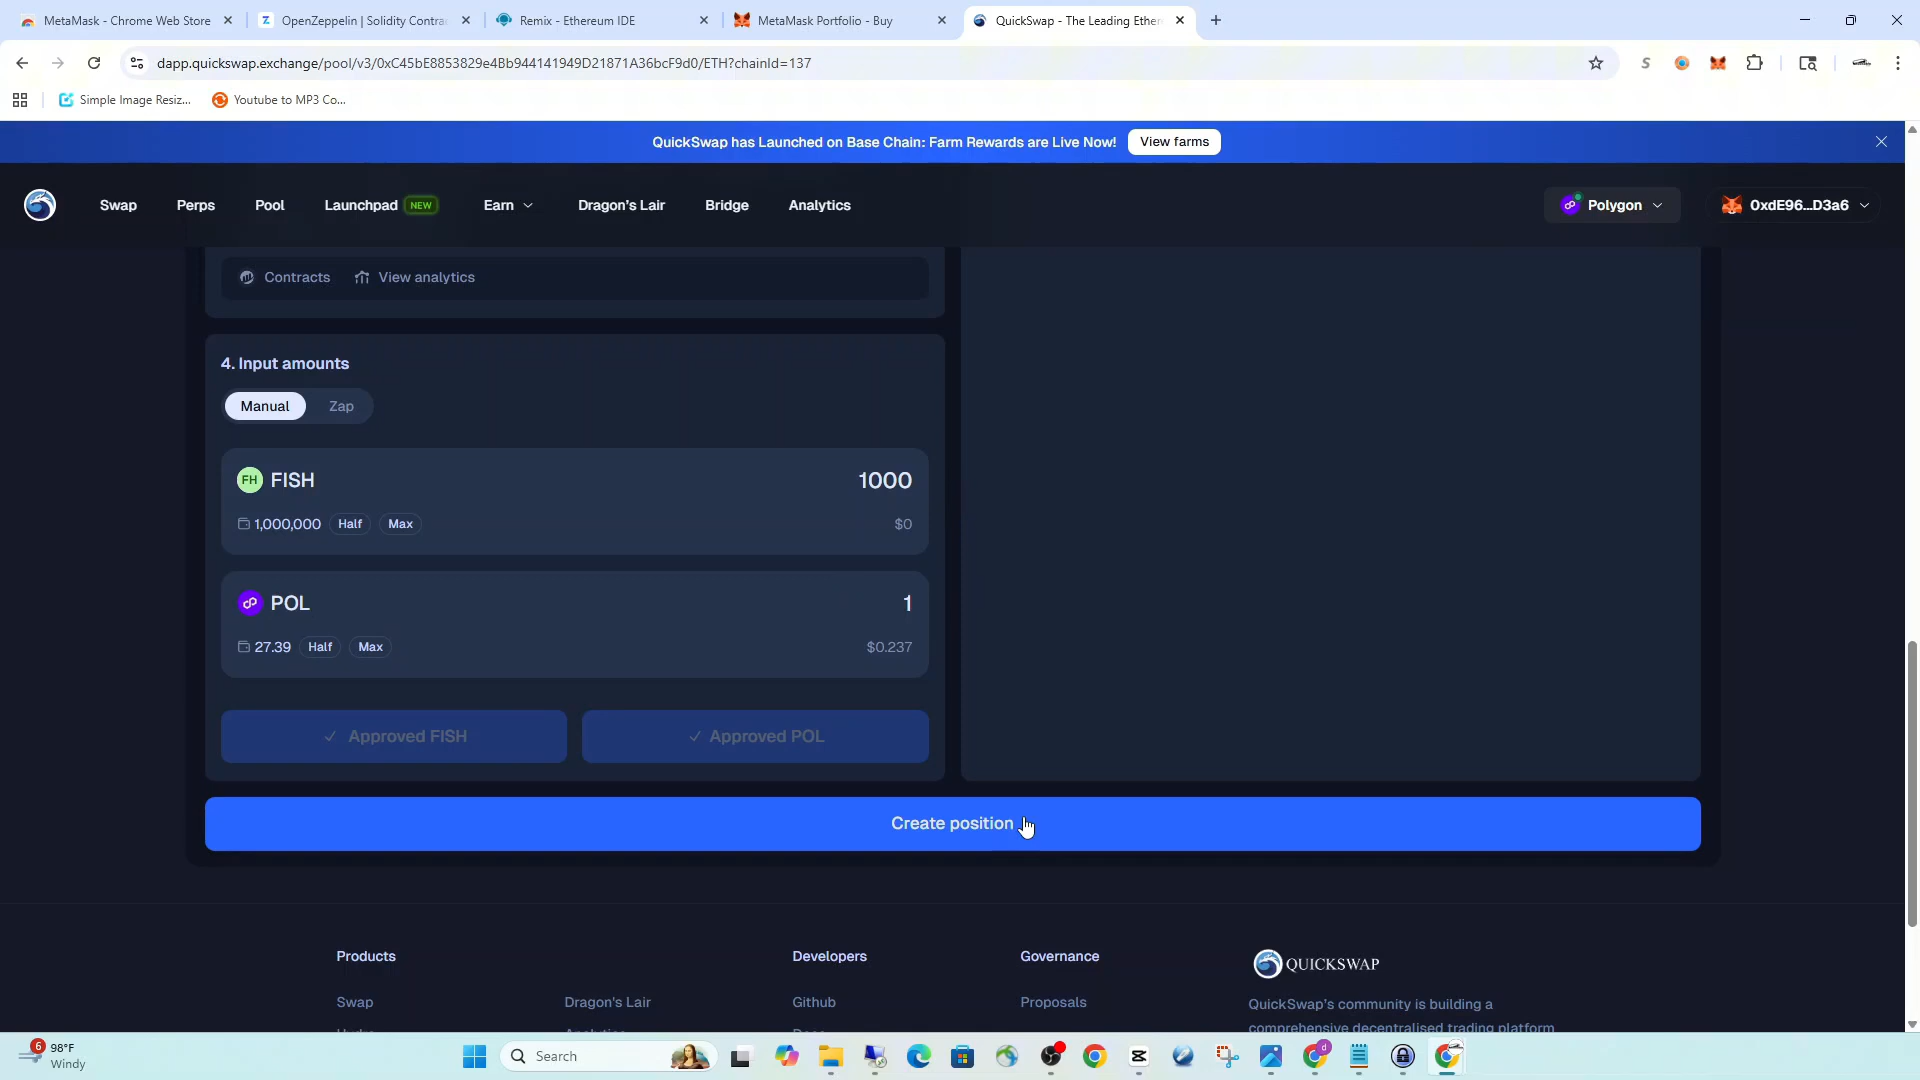 MetaMask - Chrome Web Store
OpenZeppelin | Solidity Contra
Remix - Ethereum IDE
MetaMask Portfolio - Buy
QuickSwap - The Leading Ether
dapp.quickswap.exchange/pool/v3/0xC45bE8853829e4Bb944141949D21871A36bcF9d0/ETH?chainId=137
Simple Image Resiz...
Youtube to MP3 Co...
QuickSwap has Launched on Base Chain: Farm Rewards are Live Now!
View farms
Swap
Perps
Pool
Launchpad
NEW
Earn
Dragon's Lair
Bridge
Analytics
Polygon
0xdE96...D3a6
Contracts
View analytics
4. Input amounts
Manual
Zap
FH
FISH
1000
1,000,000
Half
Max
$0
POL
1
27.39
Half
Max
$0.237
Approved FISH
Approved POL
Create position
Products
Developers
Governance
QUICKSWAP
Swap
Dragon's Lair
Github
Proposals
QuickSwap's community is building a
comprehensive decentralised trading platform
6
98°F
Windy
Search